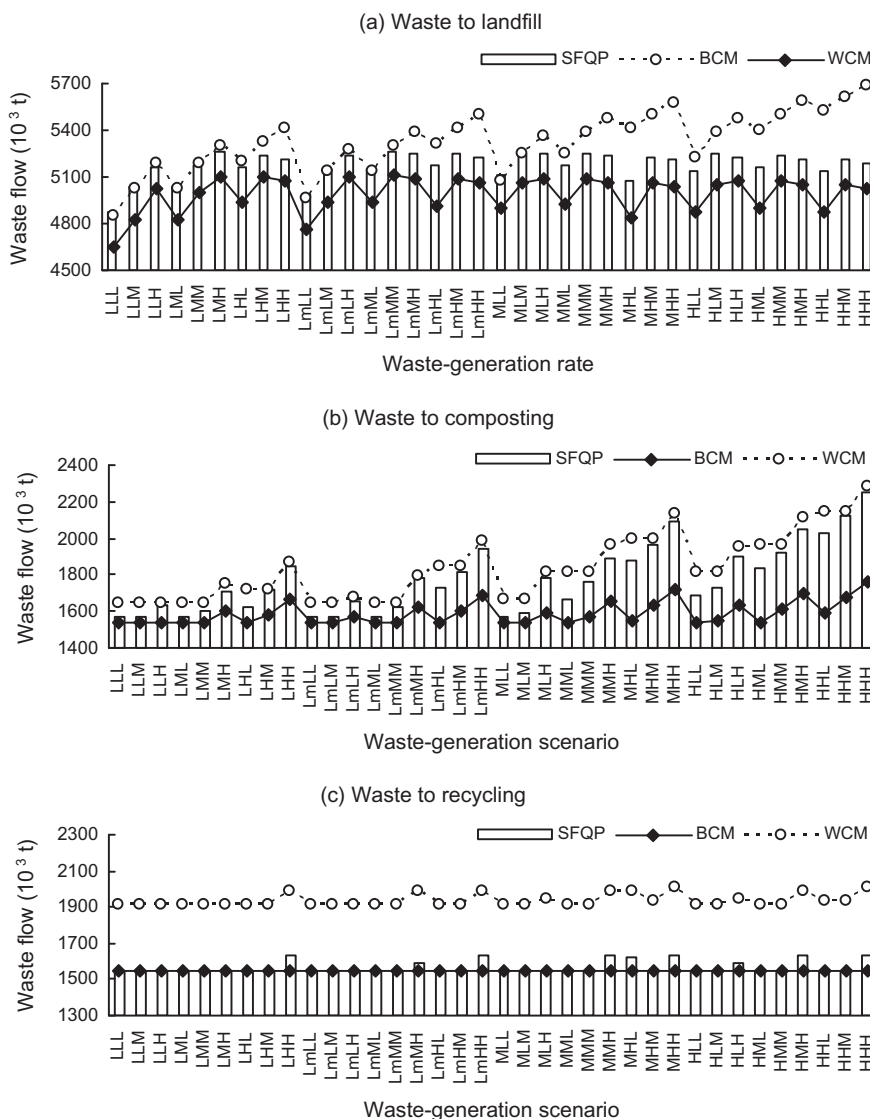 (a) Waste to landfill
SFQP BCM WCM
Waste flow (10³ t)
5700
5400
5100
4800
4500
LLL LLM LLH LML LMM LMH LHL LHM LHH LmLL LmLM LmLH LmML LmMM LmMH LmHL LmHM LmHH MLL MLM MLH MML MMM MMH MHL MHM MHH HLL HLM HLH HML HMM HMH HHL HHM HHH
Waste-generation rate
(b) Waste to composting
SFQP BCM WCM
Waste flow (10³ t)
2400
2200
2000
1800
1600
1400
LLL LLM LLH LML LMM LMH LHL LHM LHH LmLL LmLM LmLH LmML LmMM LmMH LmHL LmHM LmHH MLL MLM MLH MML MMM MMH MHL MHM MHH HLL HLM HLH HML HMM HMH HHL HHM HHH
Waste-generation scenario
(c) Waste to recycling
SFQP BCM WCM
Waste flow (10³ t)
2300
2100
1900
1700
1500
1300
LLL LLM LLH LML LMM LMH LHL LHM LHH LmLL LmLM LmLH LmML LmMM LmMH LmHL LmHM LmHH MLL MLM MLH MML MMM MMH MHL MHM MHH HLL HLM HLH HML HMM HMH HHL HHM HHH
Waste-generation scenario